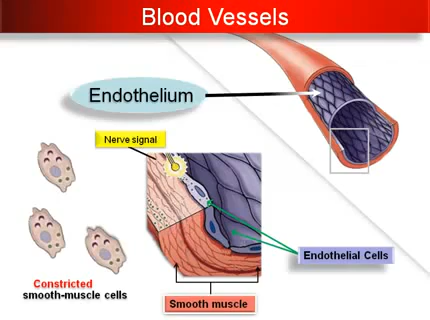 Blood Vessels
Endothelium
Nerve signal
Endothelial Cells
Constricted
smooth-muscle cells
Smooth muscle